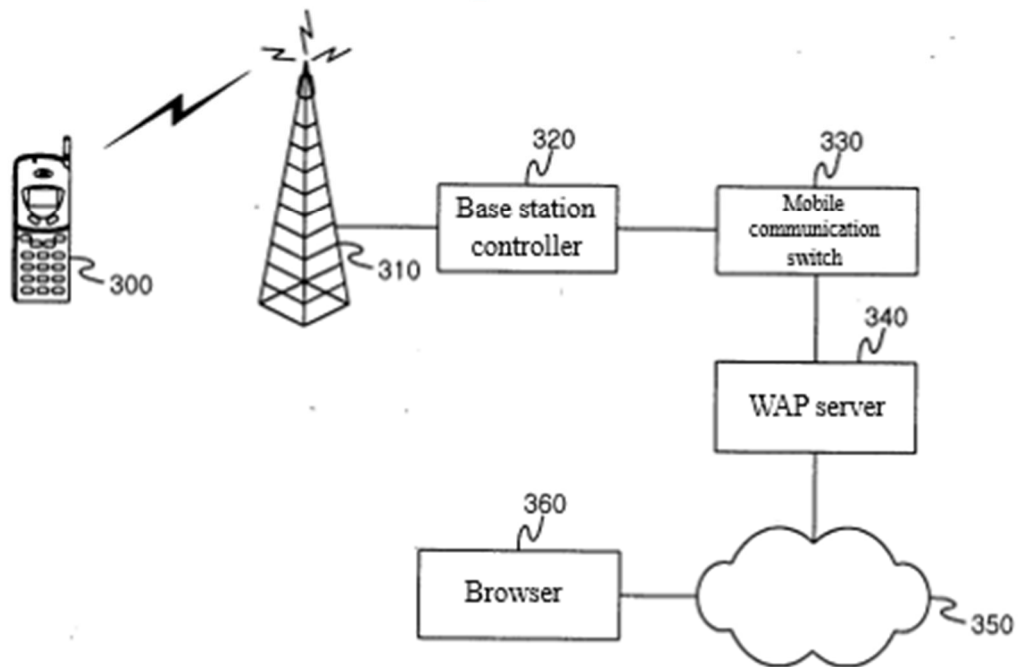 320
330
Base station
controller
Mobile
communication
switch
300
310
340
WAP server
360
Browser
350